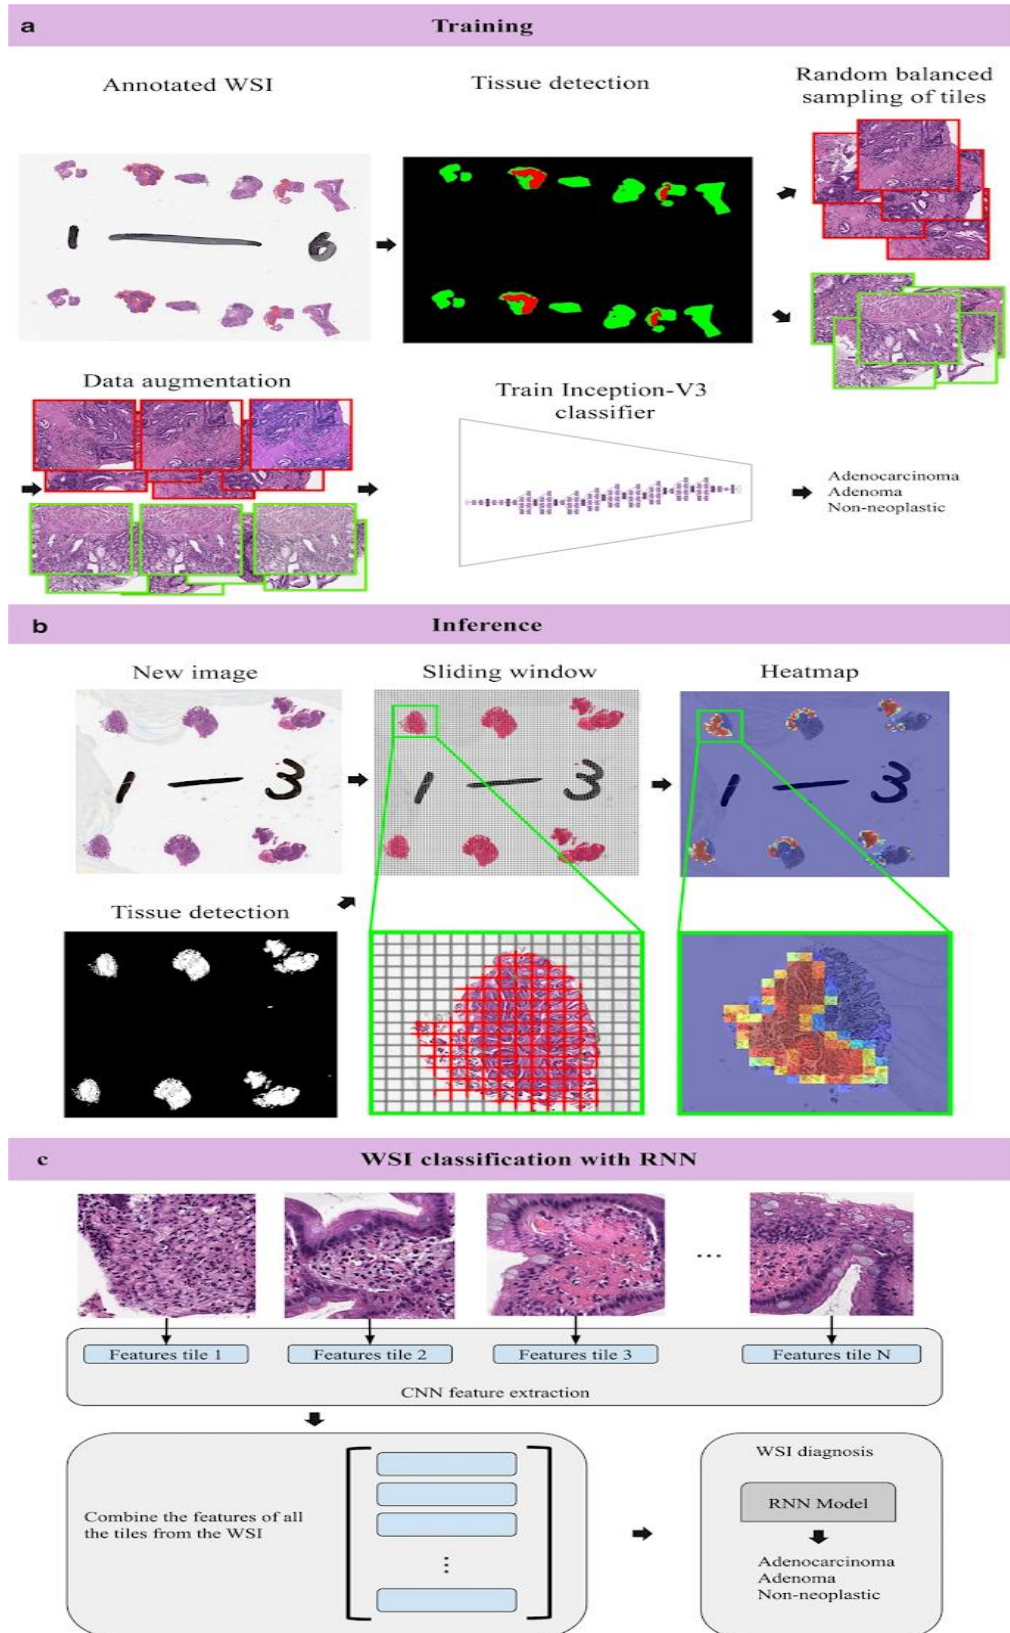 a
Training
Annotated WSI
Tissue detection
Random balanced
sampling of tiles
1
6
Data augmentation
Train Inception-V3
classifier
Adenocarcinoma
Adenoma
Non-neoplastic
b
Inference
New image
Sliding window
Heatmap
1 — 3
1 — 3
1 — 3
Tissue detection
c
WSI classification with RNN
...
Features tile 1
Features tile 2
Features tile 3
Features tile N
CNN feature extraction
Combine the features of all
the tiles from the WSI
WSI diagnosis
RNN Model
Adenocarcinoma
Adenoma
Non-neoplastic